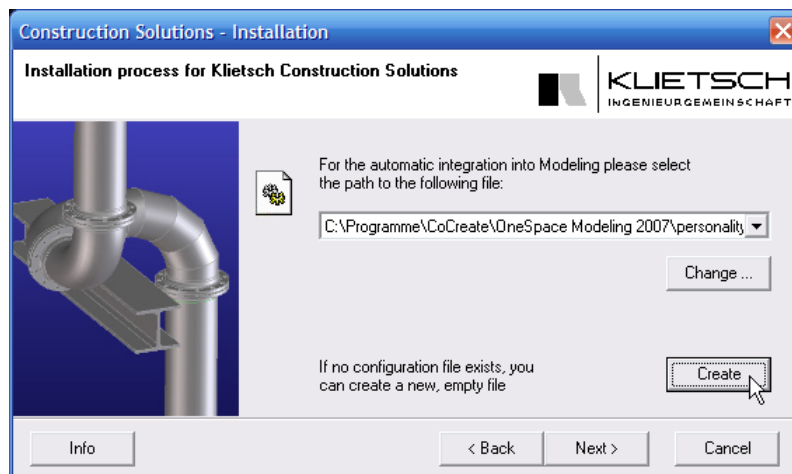 Construction Solutions - Installation
Installation process for Klietsch Construction Solutions
KLIETSCH
INGENIEURGEMEINSCHAFT
For the automatic integration into Modeling please select
the path to the following file:
C:\Programme\CoCreate\OneSpace Modeling 2007\personality
Change ...
If no configuration file exists, you
can create a new, empty file
Create
Info
< Back
Next >
Cancel